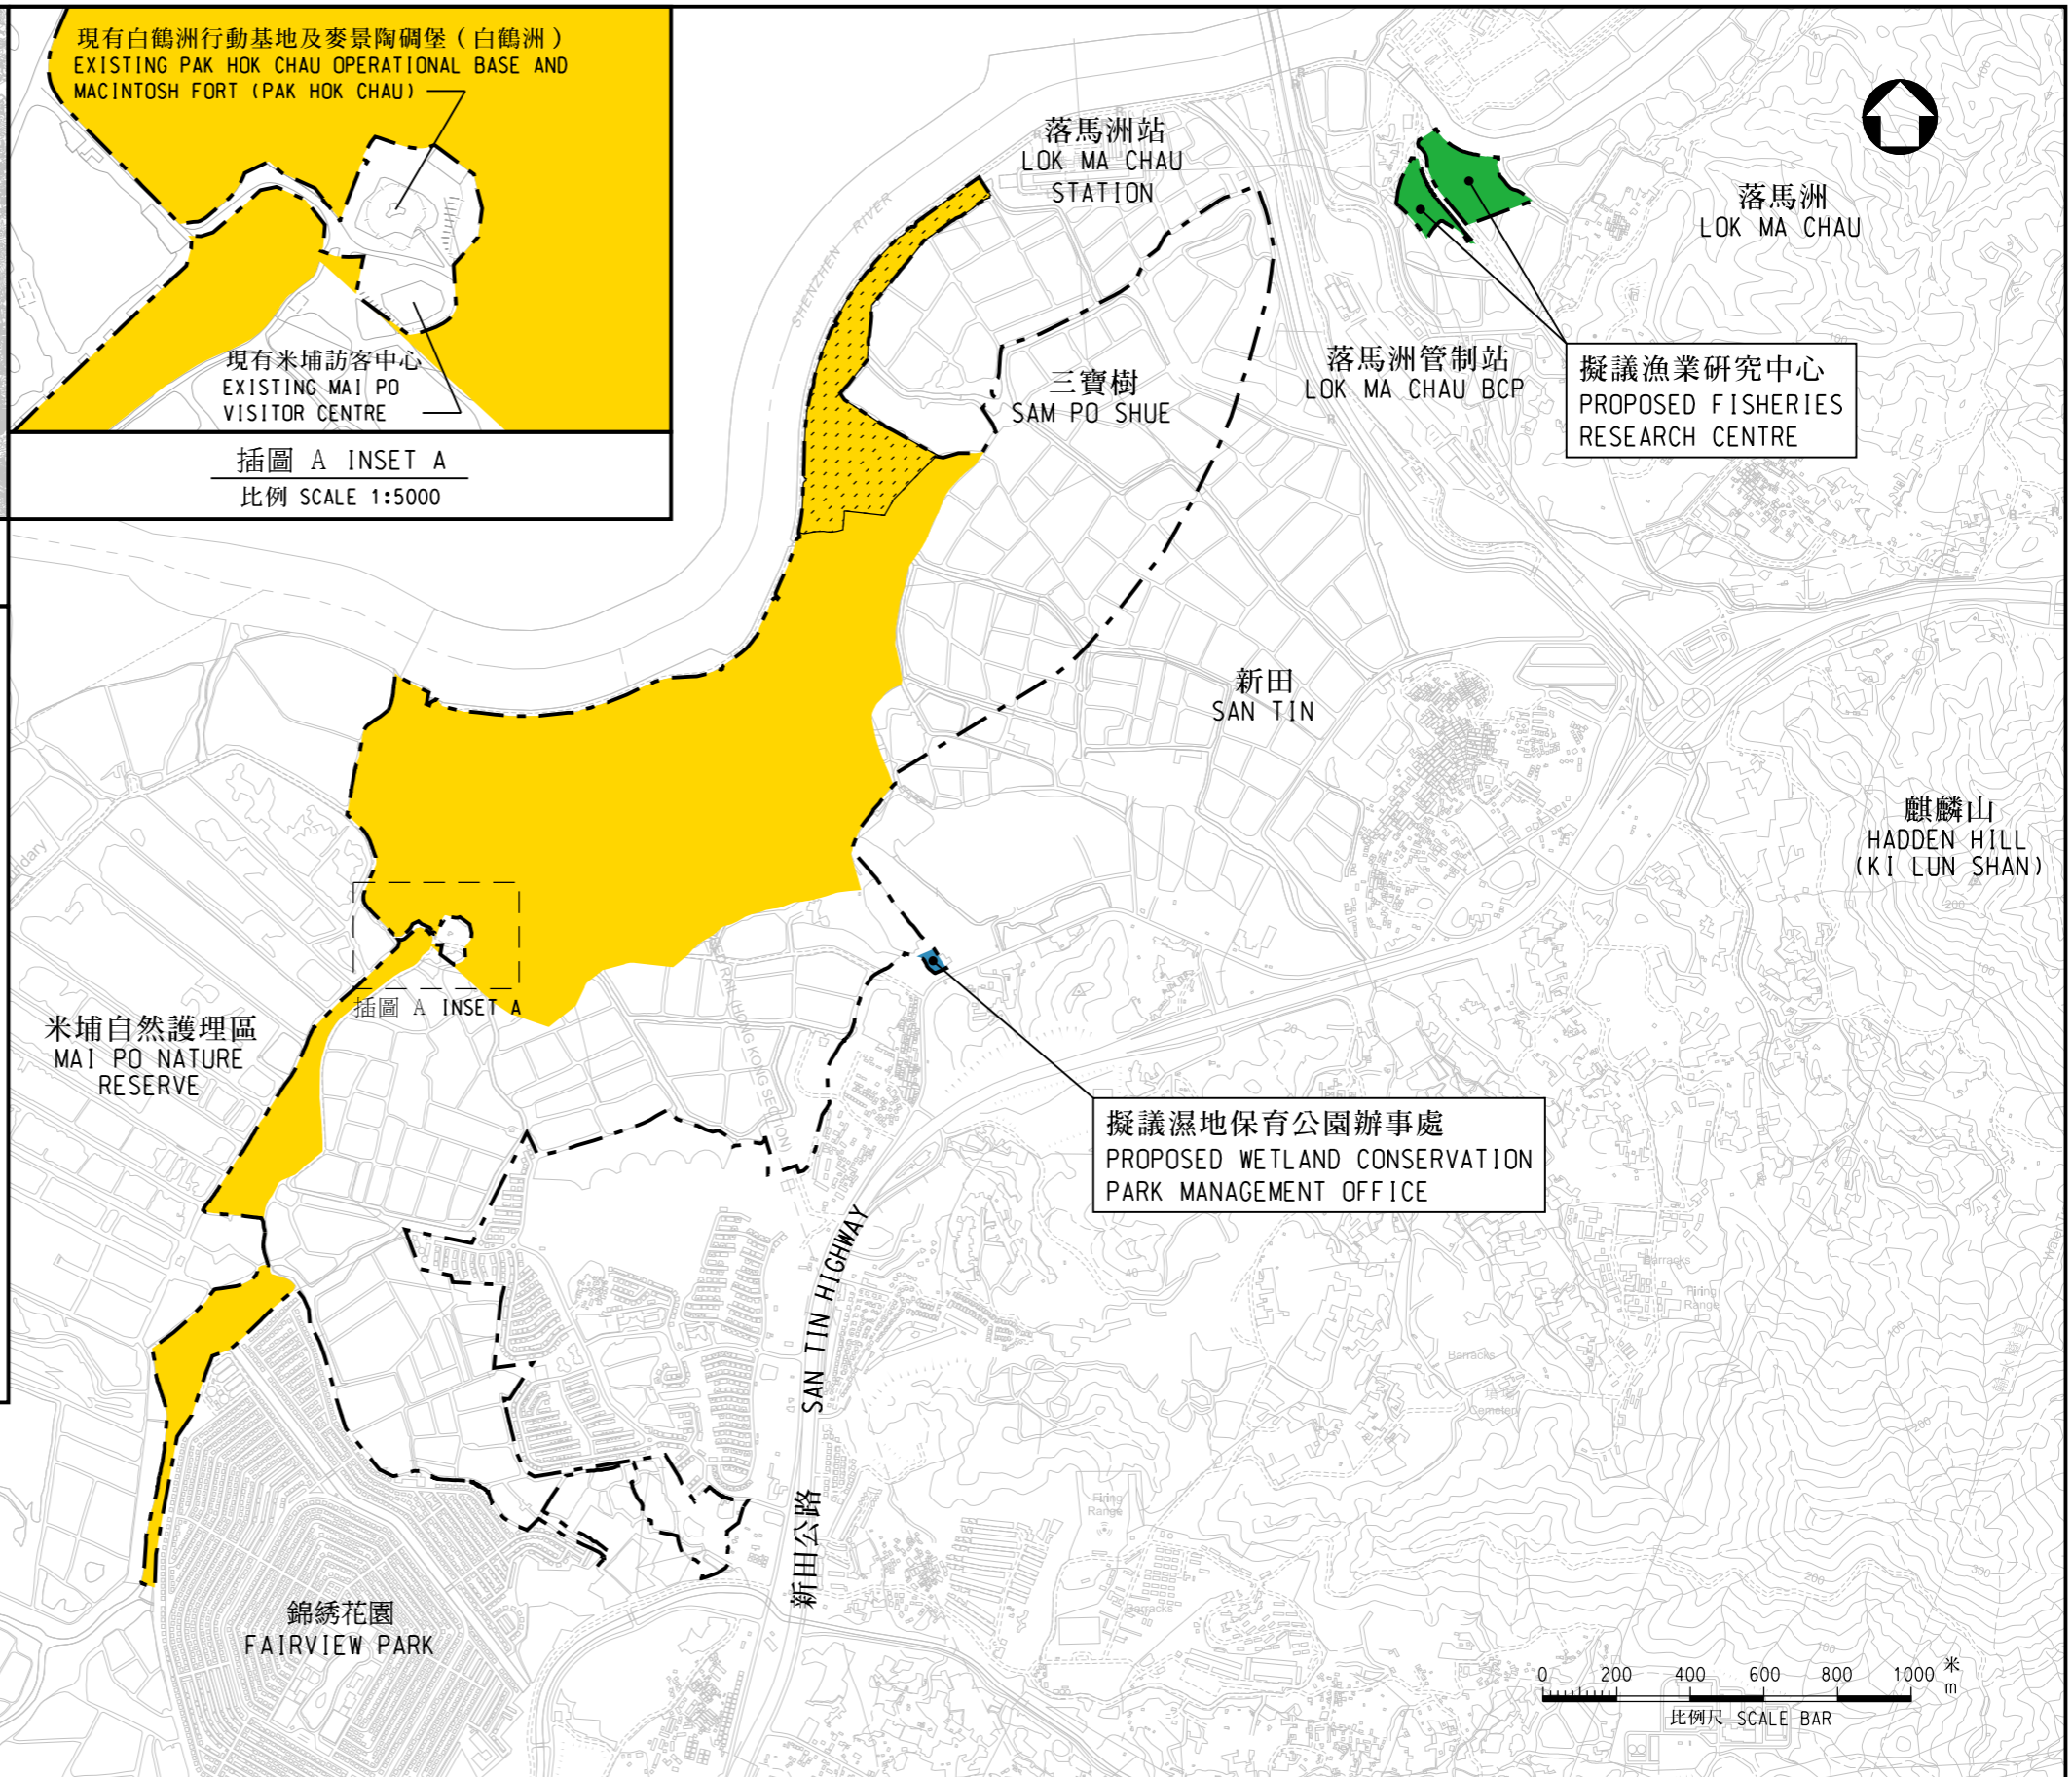 現有白鶴洲行動基地及麥景陶碉堡（白鶴洲）
EXISTING PAK HOK CHAU OPERATIONAL BASE AND
MACINTOSH FORT (PAK HOK CHAU)
現有米埔訪客中心
EXISTING MAI PO
VISITOR CENTRE
插圖 A INSET A
比例 SCALE 1:5000
落馬洲站
LOK MA CHAU
STATION
SHENZHEN RIVER
落馬洲
LOK MA CHAU
三寶樹
SAM PO SHUE
落馬洲管制站
LOK MA CHAU BCP
擬議漁業研究中心
PROPOSED FISHERIES
RESEARCH CENTRE
新田
SAN TIN
麒麟山
HADDEN HILL
(KI LUN SHAN)
插圖 A INSET A
米埔自然護理區
MAI PO NATURE
RESERVE
擬議濕地保育公園辦事處
PROPOSED WETLAND CONSERVATION
PARK MANAGEMENT OFFICE
SAN TIN HIGHWAY
新田公路
Barracks
Firing
Range
Barracks
Cemetery
Firing
Range
Barracks
錦綉花園
FAIRVIEW PARK
0 200 400 600 800 1000 米
m
比例尺 SCALE BAR